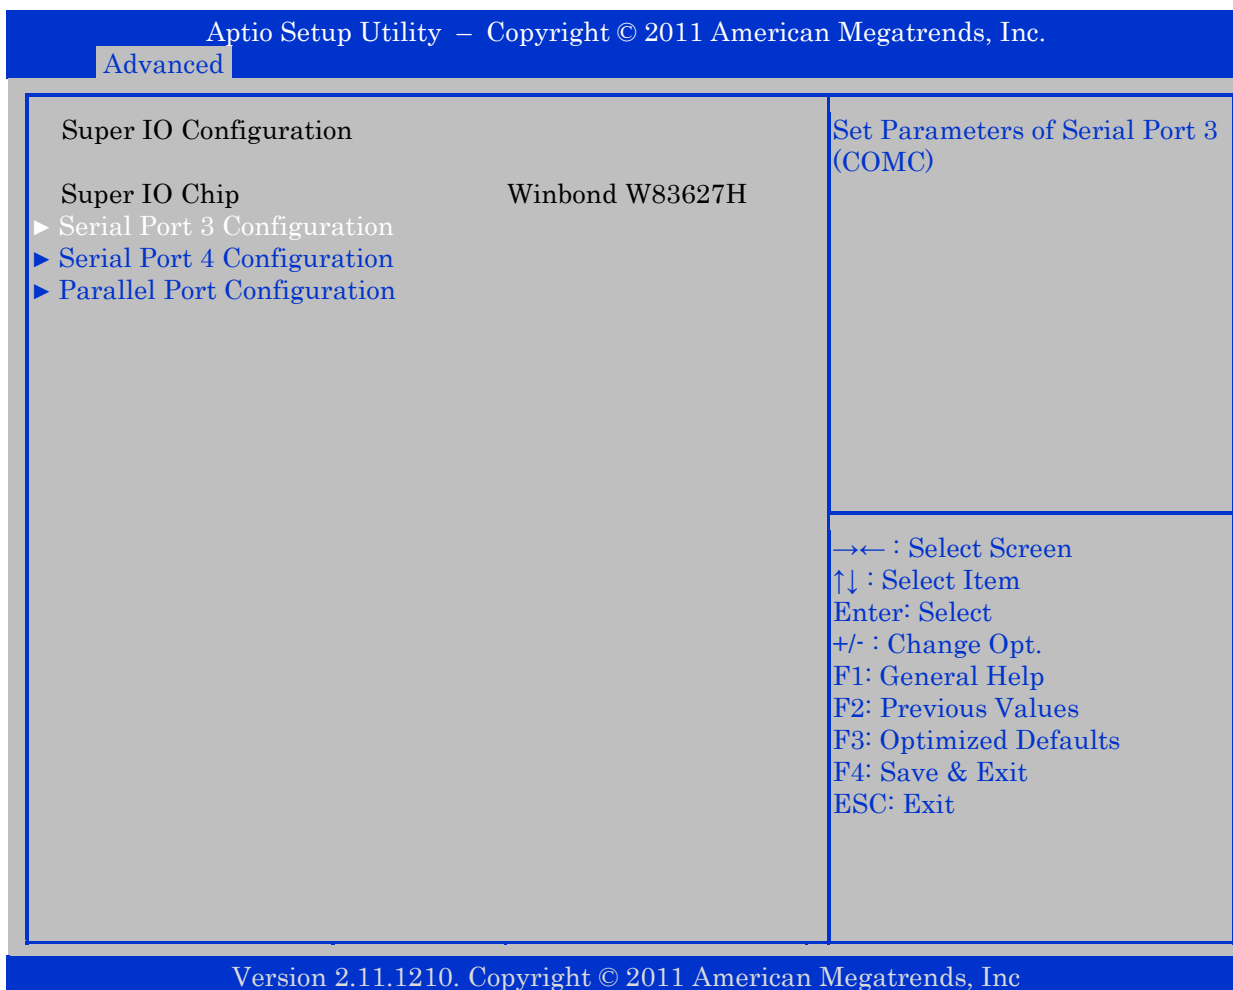 Aptio Setup Utility – Copyright © 2011 American Megatrends, Inc.
Advanced
Super IO Configuration
Super IO Chip Winbond W83627H
► Serial Port 3 Configuration
► Serial Port 4 Configuration
► Parallel Port Configuration
Set Parameters of Serial Port 3
(COMC)
→← : Select Screen
↑↓ : Select Item
Enter: Select
+/- : Change Opt.
F1: General Help
F2: Previous Values
F3: Optimized Defaults
F4: Save & Exit
ESC: Exit
Version 2.11.1210. Copyright © 2011 American Megatrends, Inc